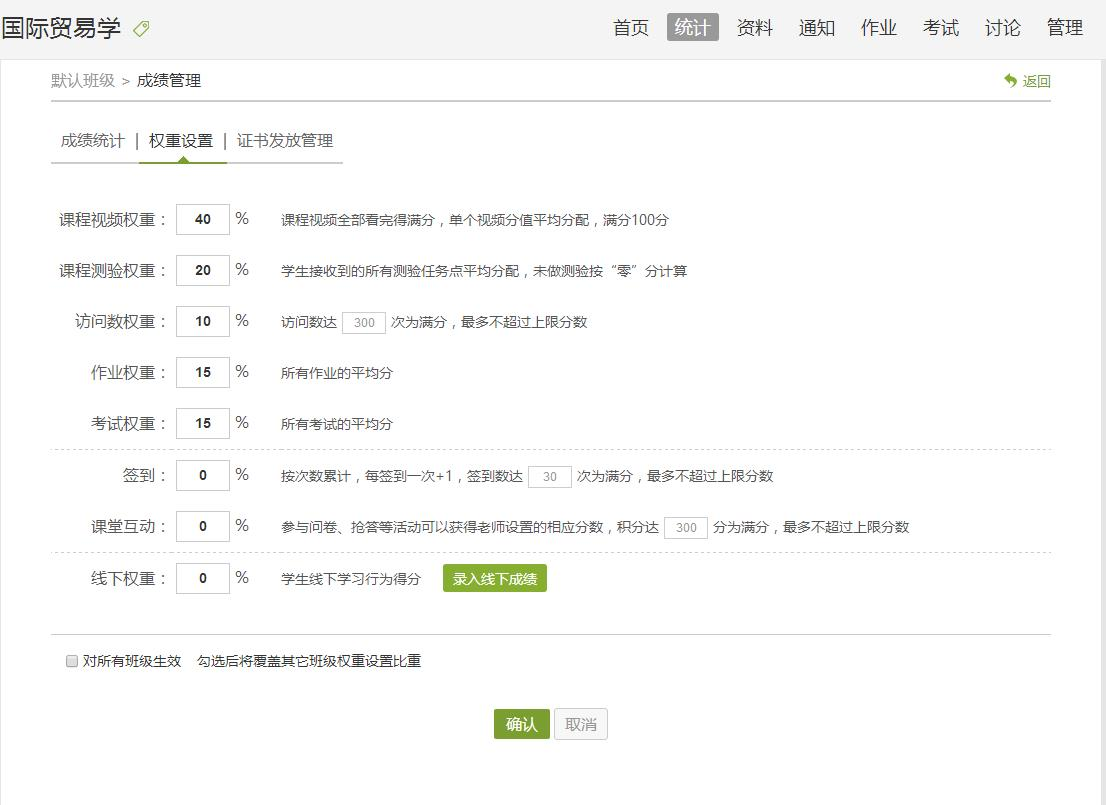 国际贸易学
首页 统计 资料 通知 作业 考试 讨论 管理
默认班级 > 成绩管理 返回
成绩统计 | 权重设置 | 证书发放管理
课程视频权重： 40 % 课程视频全部看完得满分，单个视频分值平均分配，满分100分
课程测验权重： 20 % 学生接收到的所有测验任务点平均分配，未做测验按“零”分计算
访问数权重： 10 % 访问数达 300 次为满分，最多不超过上限分数
作业权重： 15 % 所有作业的平均分
考试权重： 15 % 所有考试的平均分
签到： 0 % 按次数累计，每签到一次+1，签到数达 30 次为满分，最多不超过上限分数
课堂互动： 0 % 参与问卷、抢答等活动可以获得老师设置的相应分数，积分达 300 分为满分，最多不超过上限分数
线下权重： 0 % 学生线下学习行为得分 录入线下成绩
对所有班级生效 勾选后将覆盖其它班级权重设置比重
确认 取消